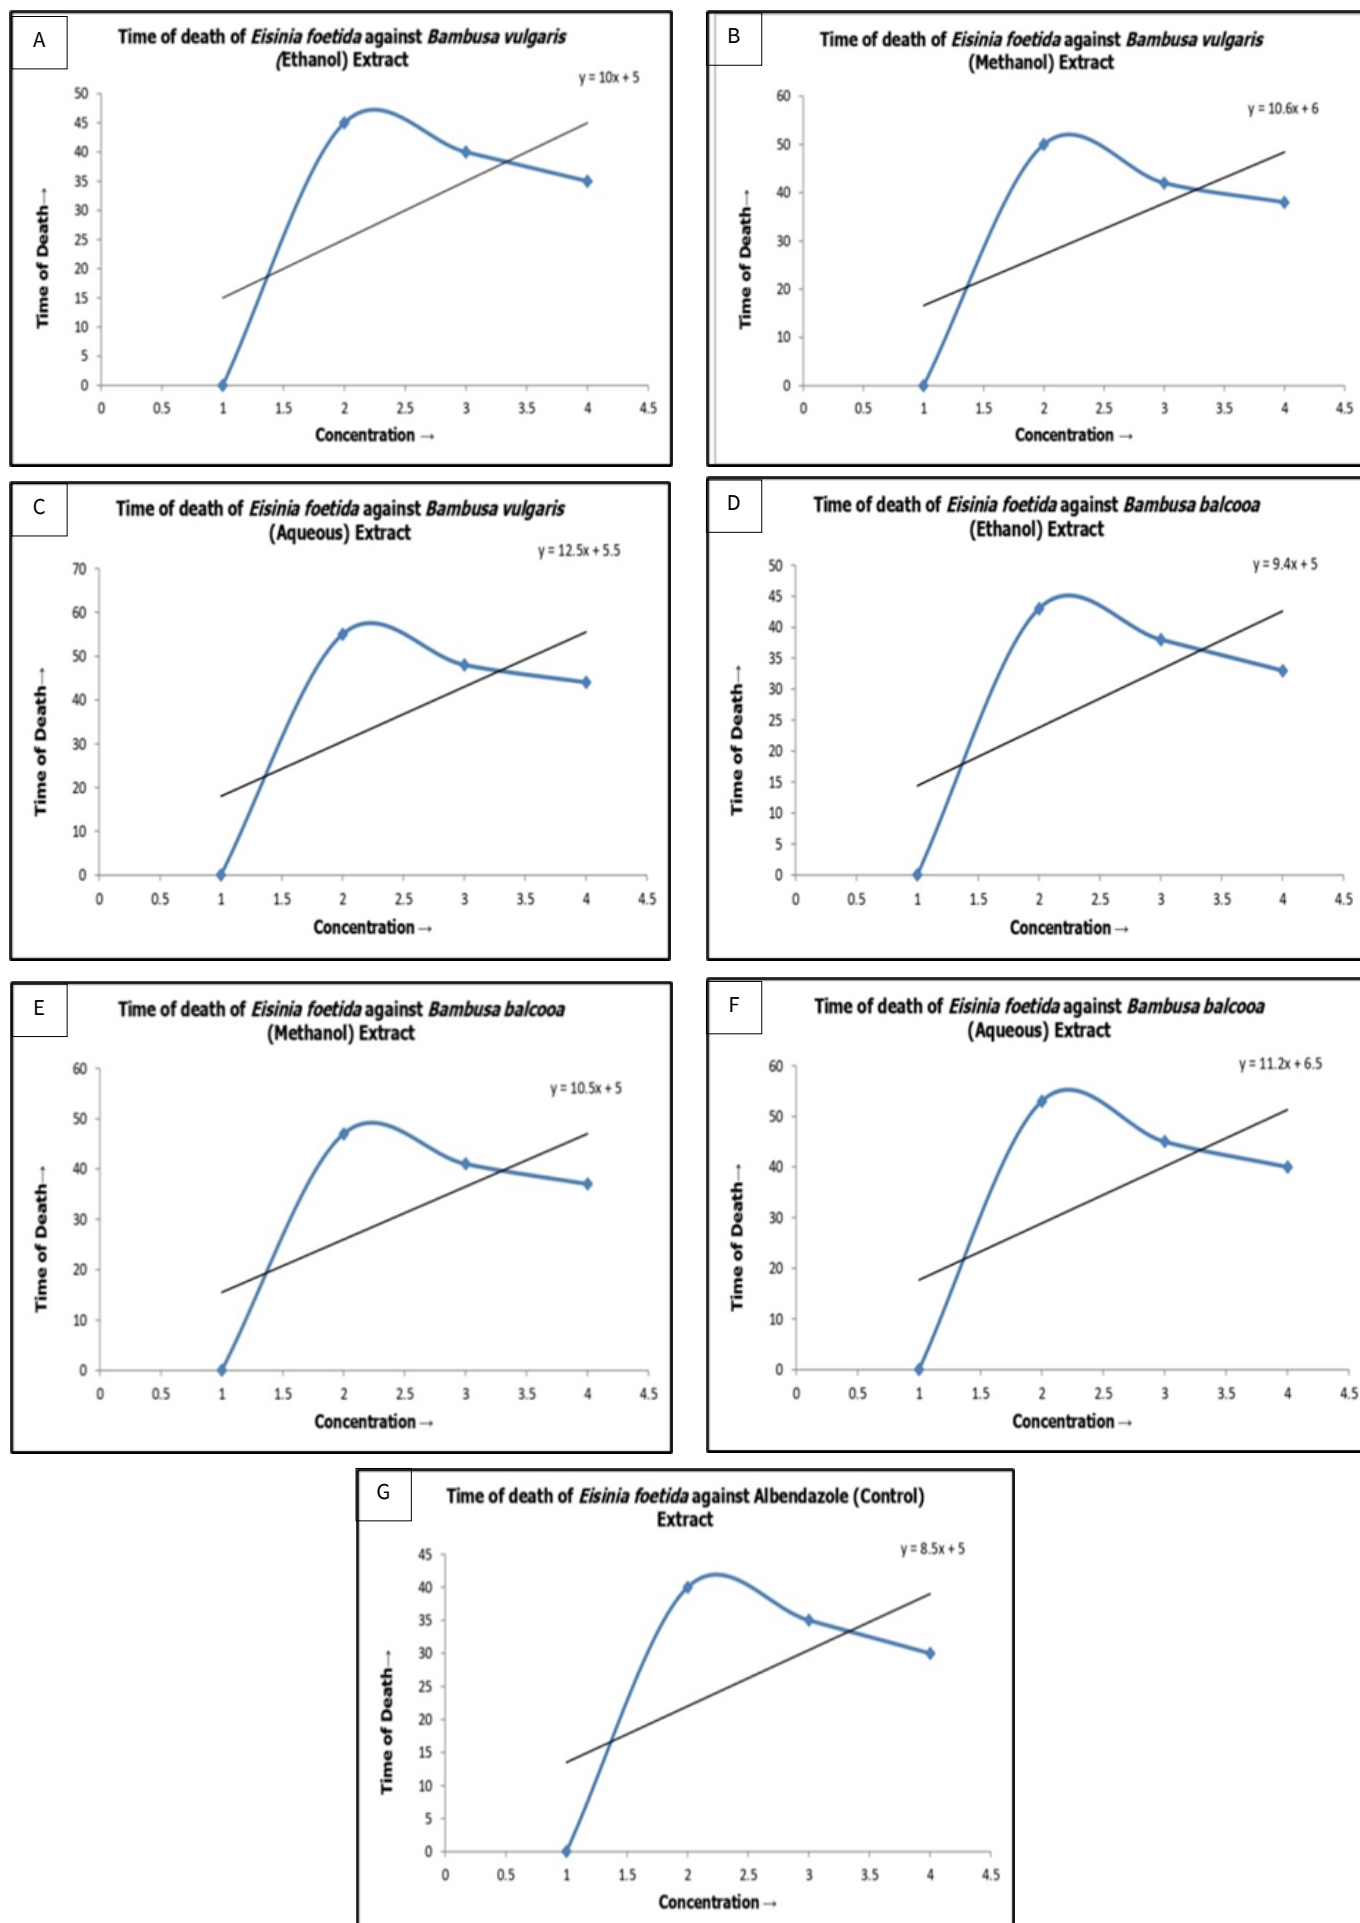 A
Time of death of Eisinia foetida against Bambusa vulgaris
(Ethanol) Extract
y = 10x + 5
50
45
40
35
30
25
20
15
10
5
0
Time of Death→
0 0.5 1 1.5 2 2.5 3 3.5 4 4.5
Concentration →
B
Time of death of Eisinia foetida against Bambusa vulgaris
(Methanol) Extract
y = 10.6x + 6
60
50
40
30
20
10
0
Time of Death→
0 0.5 1 1.5 2 2.5 3 3.5 4 4.5
Concentration →
C
Time of death of Eisinia foetida against Bambusa vulgaris
(Aqueous) Extract
y = 12.5x + 5.5
70
60
50
40
30
20
10
0
Time of Death→
0 0.5 1 1.5 2 2.5 3 3.5 4 4.5
Concentration →
D
Time of death of Eisinia foetida against Bambusa balcooa
(Ethanol) Extract
y = 9.4x + 5
50
45
40
35
30
25
20
15
10
5
0
Time of Death→
0 0.5 1 1.5 2 2.5 3 3.5 4 4.5
Concentration →
E
Time of death of Eisinia foetida against Bambusa balcooa
(Methanol) Extract
y = 10.5x + 5
60
50
40
30
20
10
0
Time of Death→
0 0.5 1 1.5 2 2.5 3 3.5 4 4.5
Concentration →
F
Time of death of Eisinia foetida against Bambusa balcooa
(Aqueous) Extract
y = 11.2x + 6.5
60
50
40
30
20
10
0
Time of Death→
0 0.5 1 1.5 2 2.5 3 3.5 4 4.5
Concentration →
G
Time of death of Eisinia foetida against Albendazole (Control)
Extract
y = 8.5x + 5
45
40
35
30
25
20
15
10
5
0
Time of Death→
0 0.5 1 1.5 2 2.5 3 3.5 4 4.5
Concentration →